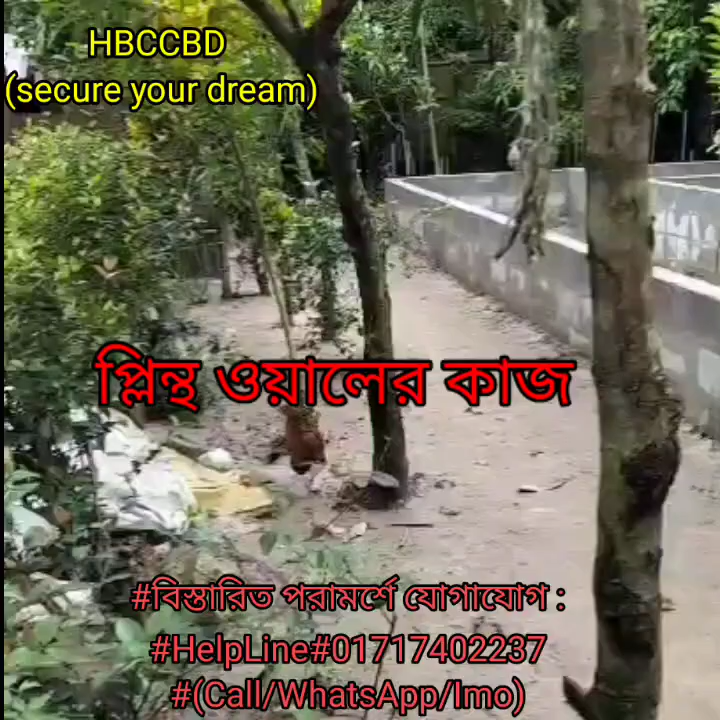 HBCCBD
(secure your dream)
প্লিন্থ ওয়ালের কাজ
#বিস্তারিত পরামর্শে যোগাযোগ :
#HelpLine#01717402237
#(Call/WhatsApp/Imo)